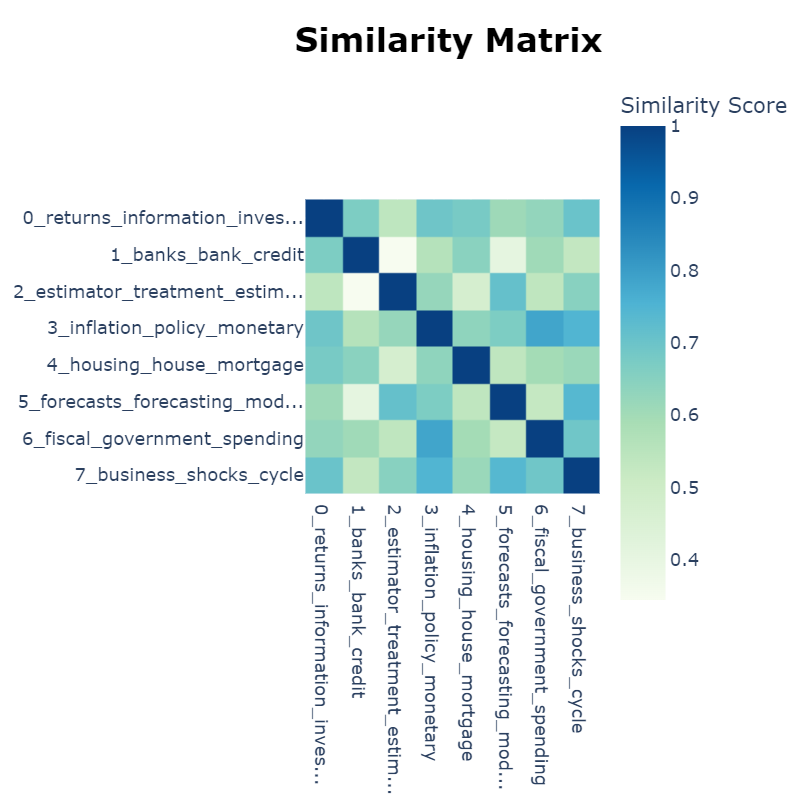 Similarity Matrix
Similarity Score
1
0.9
0.8
0.7
0.6
0.5
0.4
0_returns_information_inves...
1_banks_bank_credit
2_estimator_treatment_estim...
3_inflation_policy_monetary
4_housing_house_mortgage
5_forecasts_forecasting_mod...
6_fiscal_government_spending
7_business_shocks_cycle
0_returns_information_inves...
1_banks_bank_credit
2_estimator_treatment_estim...
3_inflation_policy_monetary
4_housing_house_mortgage
5_forecasts_forecasting_mod...
6_fiscal_government_spending
7_business_shocks_cycle